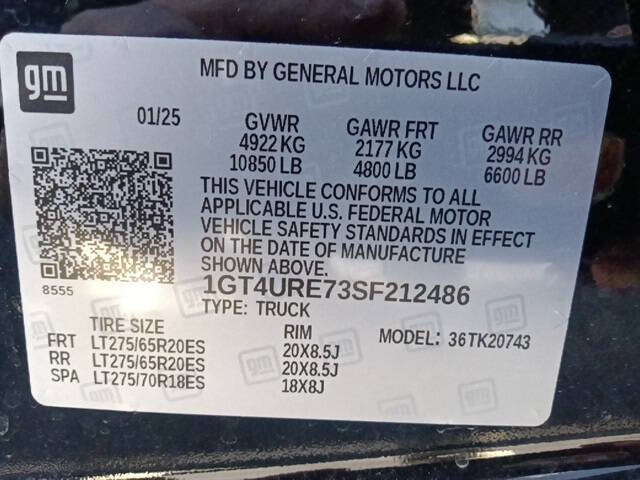 gm
MFD BY GENERAL MOTORS LLC
01/25 GVWR GAWR FRT GAWR RR
4922 KG 2177 KG 2994 KG
10850 LB 4800 LB 6600 LB
THIS VEHICLE CONFORMS TO ALL
APPLICABLE U.S. FEDERAL MOTOR
VEHICLE SAFETY STANDARDS IN EFFECT
ON THE DATE OF MANUFACTURE
SHOWN ABOVE.
8555
1GT4URE73SF212486
TYPE: TRUCK
TIRE SIZE RIM MODEL: 36TK20743
FRT LT275/65R20ES 20X8.5J
RR LT275/65R20ES 20X8.5J
SPA LT275/70R18ES 18X8J